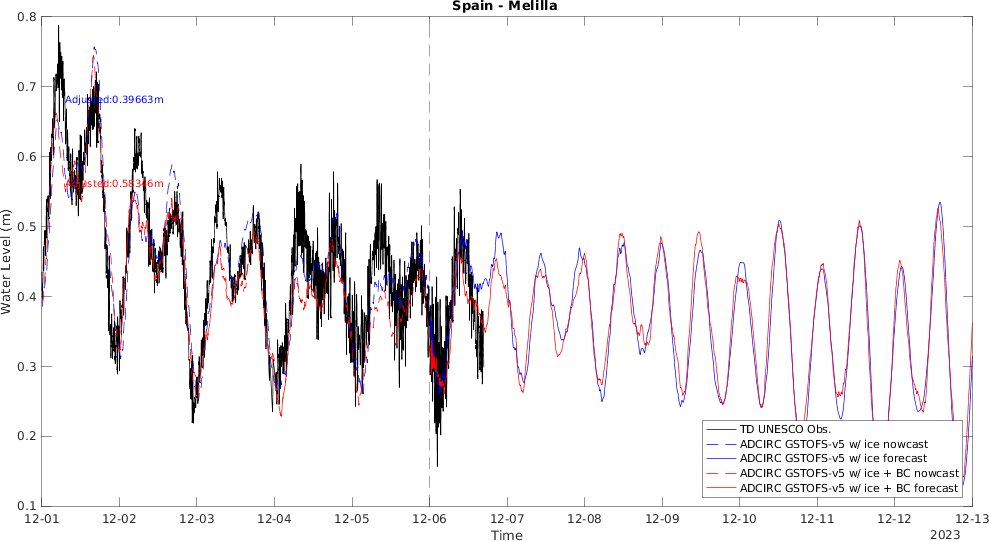 Spain - Melilla
Water Level (m)
0.8
0.7
0.6
0.5
0.4
0.3
0.2
0.1
Adjusted:0.39663m
Adjusted:0.58346m
TD UNESCO Obs.
ADCIRC GSTOFS-v5 w/ ice nowcast
ADCIRC GSTOFS-v5 w/ ice forecast
ADCIRC GSTOFS-v5 w/ ice + BC nowcast
ADCIRC GSTOFS-v5 w/ ice + BC forecast
12-01 12-02 12-03 12-04 12-05 12-06 12-07 12-08 12-09 12-10 12-11 12-12 12-13
Time
2023